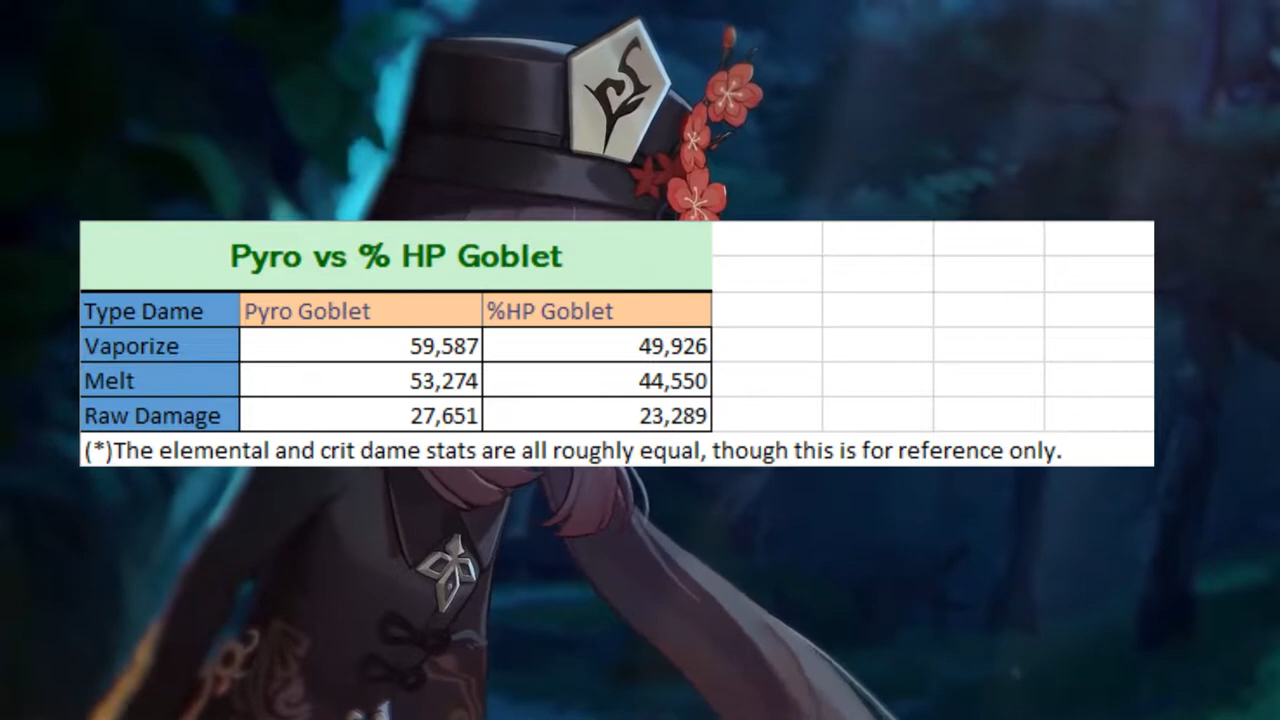 Pyro vs % HP Goblet
Type Dame Pyro Goblet %HP Goblet
Vaporize 59,587 49,926
Melt 53,274 44,550
Raw Damage 27,651 23,289
(*)The elemental and crit dame stats are all roughly equal, though this is for reference only.